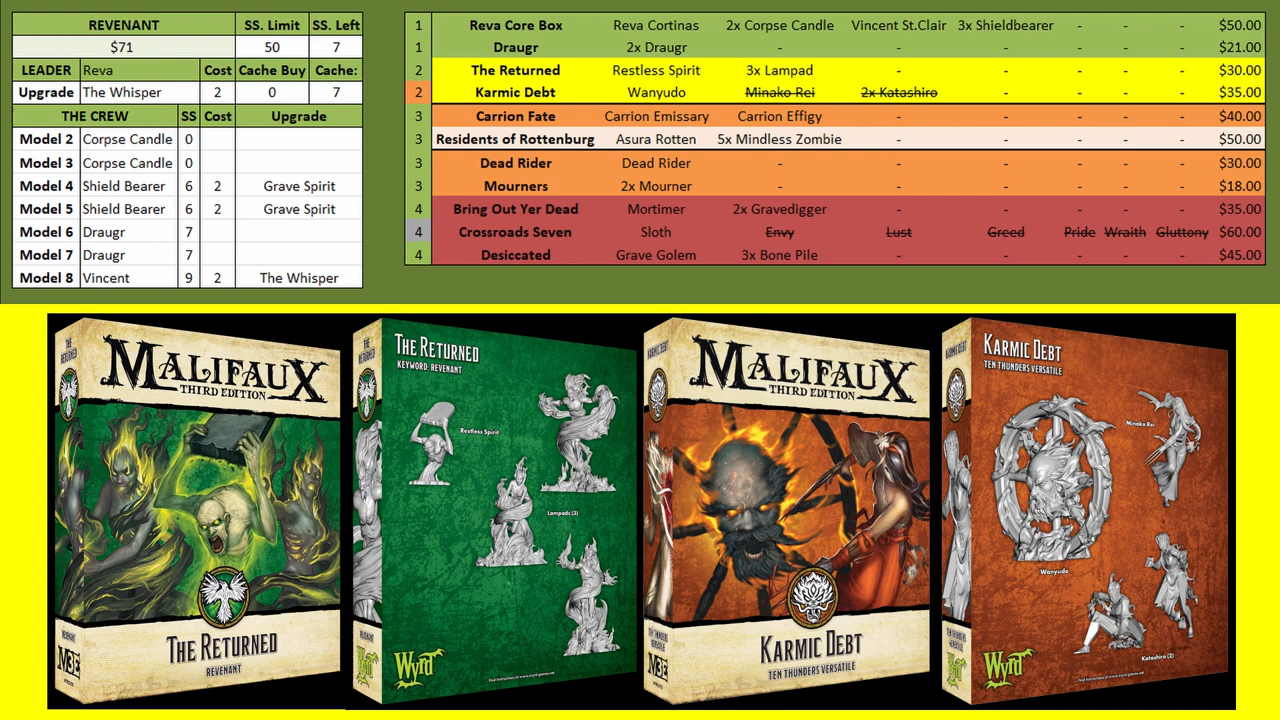 REVENANT SS. Limit SS. Left
$71 50 7
LEADER Reva Cost Cache Buy Cache:
Upgrade The Whisper 2 0 7
THE CREW SS Cost Upgrade
Model 2 Corpse Candle 0
Model 3 Corpse Candle 0
Model 4 Shield Bearer 6 2 Grave Spirit
Model 5 Shield Bearer 6 2 Grave Spirit
Model 6 Draugr 7
Model 7 Draugr 7
Model 8 Vincent 9 2 The Whisper
1 Reva Core Box Reva Cortinas 2x Corpse Candle Vincent St.Clair 3x Shieldbearer - - - $50.00
1 Draugr 2x Draugr - - - - - - $21.00
2 The Returned Restless Spirit 3x Lampad - - - - - $30.00
2 Karmic Debt Wanyudo Minako Rei 2x Katashiro - - - - $35.00
3 Carrion Fate Carrion Emissary Carrion Effigy - - - - - $40.00
3 Residents of Rottenburg Asura Rotten 5x Mindless Zombie - - - - - $50.00
3 Dead Rider Dead Rider - - - - - - $30.00
3 Mourners 2x Mourner - - - - - - $18.00
4 Bring Out Yer Dead Mortimer 2x Gravedigger - - - - - $35.00
4 Crossroads Seven Sloth Envy Lust Greed Pride Wraith Gluttony $60.00
4 Desiccated Grave Golem 3x Bone Pile - - - - - $45.00
MALIFAUX
THIRD EDITION
THE RETURNED
REVENANT
M3E
THE RETURNED
KEYWORD: REVENANT
Restless Spirit
Lampads (3)
Wyrd
MALIFAUX
THIRD EDITION
KARMIC DEBT
TEN THUNDERS VERSATILE
M3E
KARMIC DEBT
TEN THUNDERS VERSATILE
Minako Rei
Wanyudo
Katashiro (2)
Wyrd